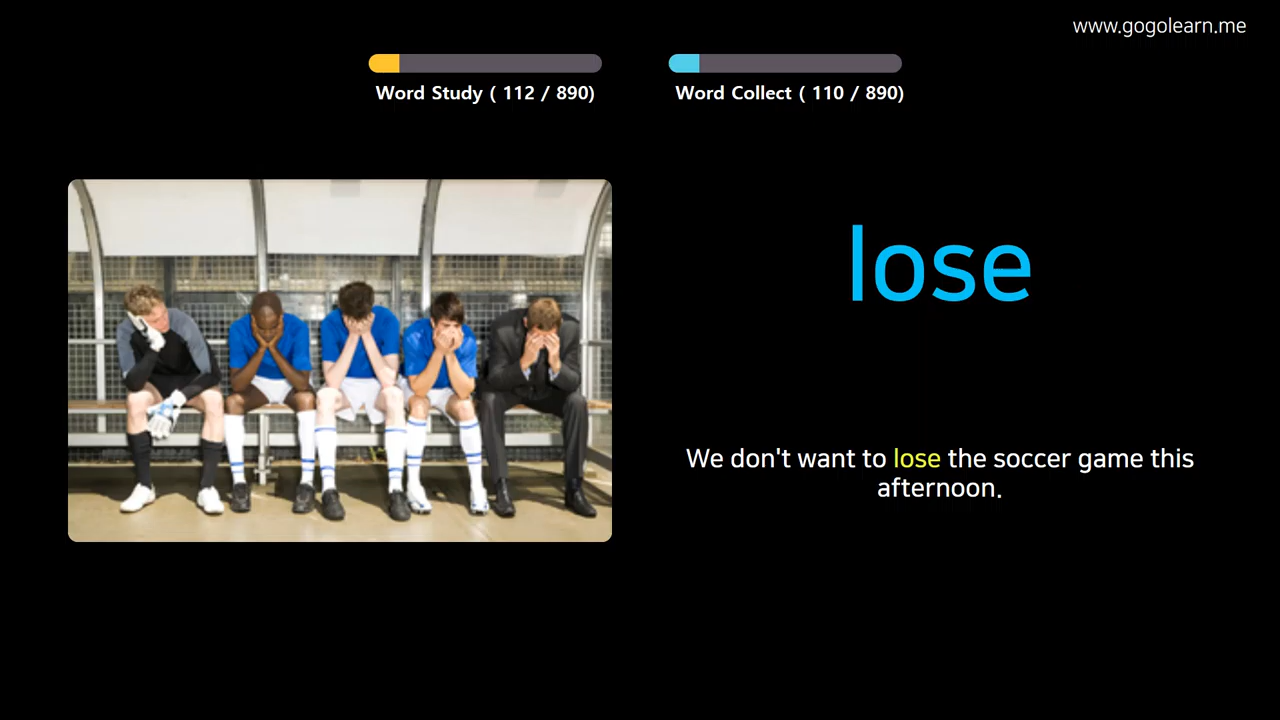 www.gogolearn.me
Word Study ( 112 / 890)
Word Collect ( 110 / 890)
lose
We don't want to lose the soccer game this
afternoon.